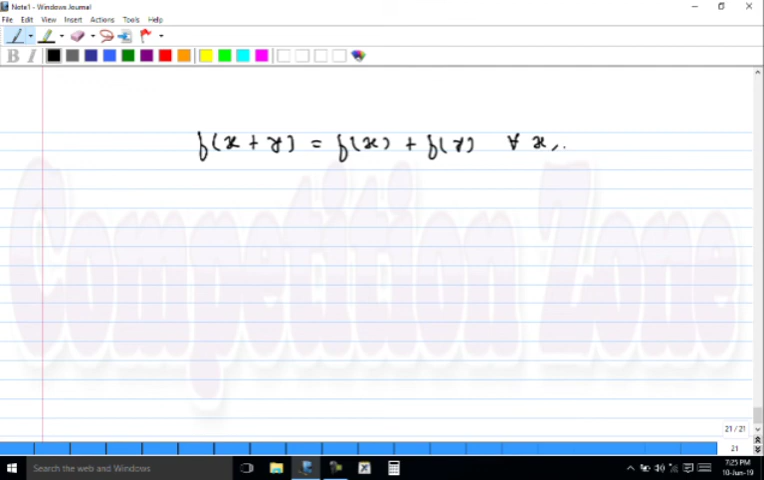 Note1 - Windows Journal
File Edit View Insert Actions Tools Help
B I
f(x + y) = f(x) + f(y) ∀ x,
Competition Zone
21 / 21
21
Search the web and Windows
7:25 PM
10-Jun-19